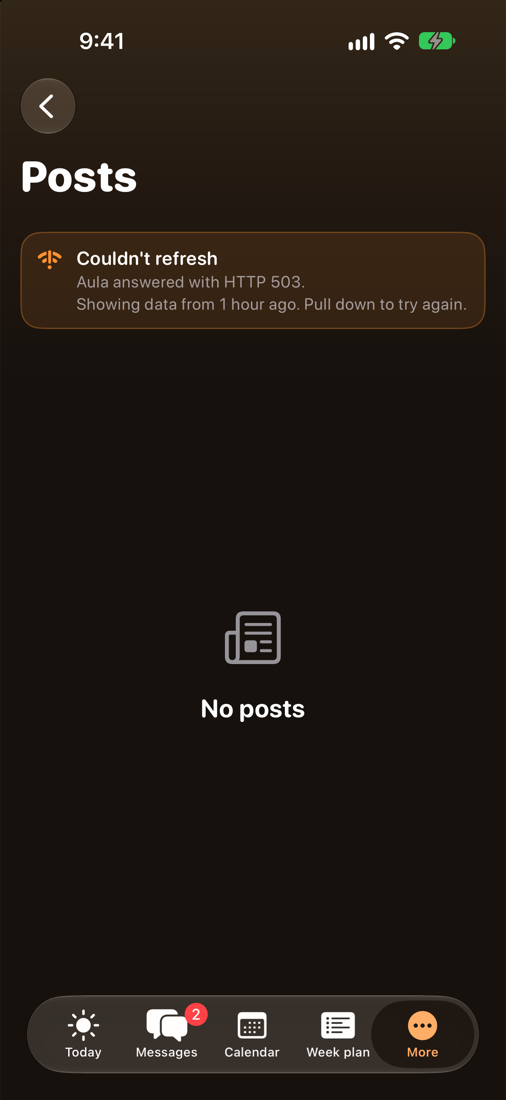 9:41
Posts
Couldn't refresh
Aula answered with HTTP 503.
Showing data from 1 hour ago. Pull down to try again.
No posts
2
Today
Messages
Calendar
Week plan
More